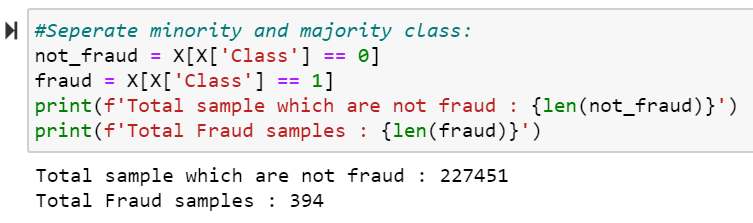 #Seperate minority and majority class:
not_fraud = X[X['Class'] == 0]
fraud = X[X['Class'] == 1]
print(f'Total sample which are not fraud : {len(not_fraud)}')
print(f'Total Fraud samples : {len(fraud)}')
Total sample which are not fraud : 227451
Total Fraud samples : 394